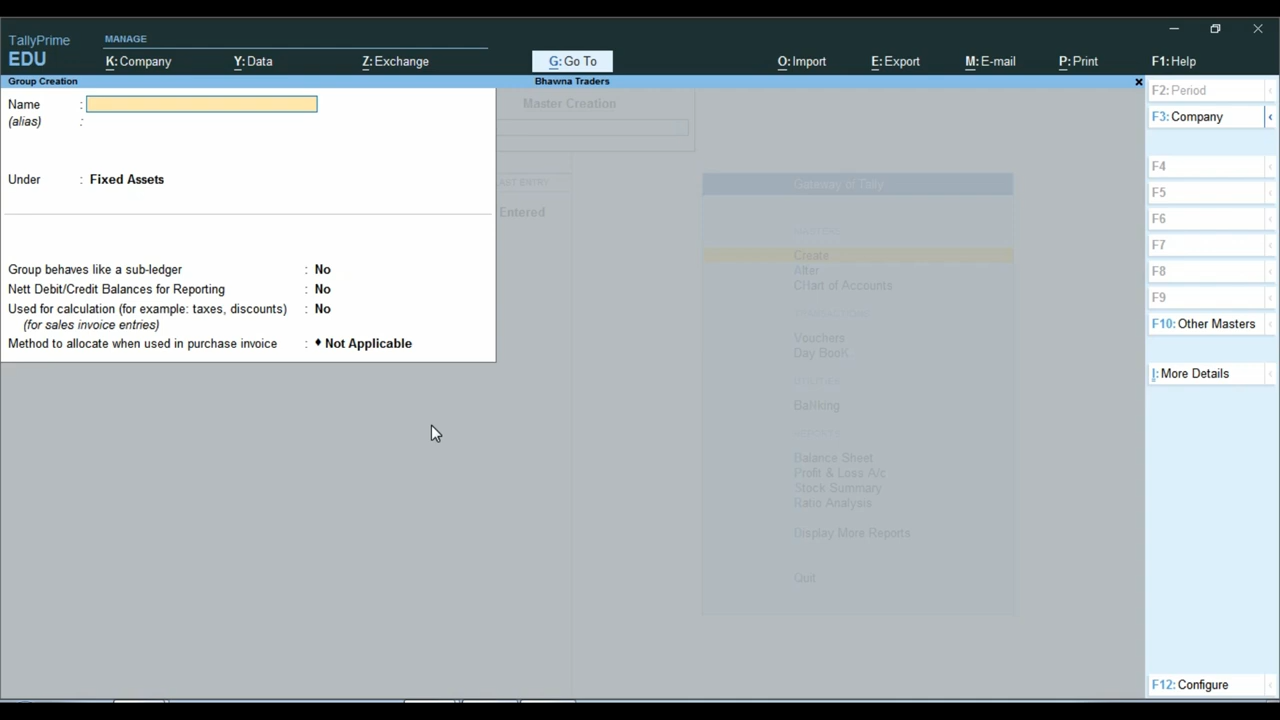 TallyPrime
EDU
MANAGE
K: Company
Y: Data
Z: Exchange
G: Go To
O: Import
E: Export
M: E-mail
P: Print
F1: Help
Group Creation
Bhawna Traders
Name :
(alias) :
Under : Fixed Assets
Group behaves like a sub-ledger : No
Nett Debit/Credit Balances for Reporting : No
Used for calculation (for example: taxes, discounts) : No
(for sales invoice entries)
Method to allocate when used in purchase invoice : ♦ Not Applicable
Master Creation
Entered
Gateway of Tally
MASTERS
Create
Alter
CHart of Accounts
TRANSACTIONS
Vouchers
Day BooK
UTILITIES
BaNking
REPORTS
Balance Sheet
Profit & Loss A/c
Stock Summary
Ratio Analysis
Display More Reports
Quit
F2: Period
F3: Company
F4
F5
F6
F7
F8
F9
F10: Other Masters
I: More Details
F12: Configure